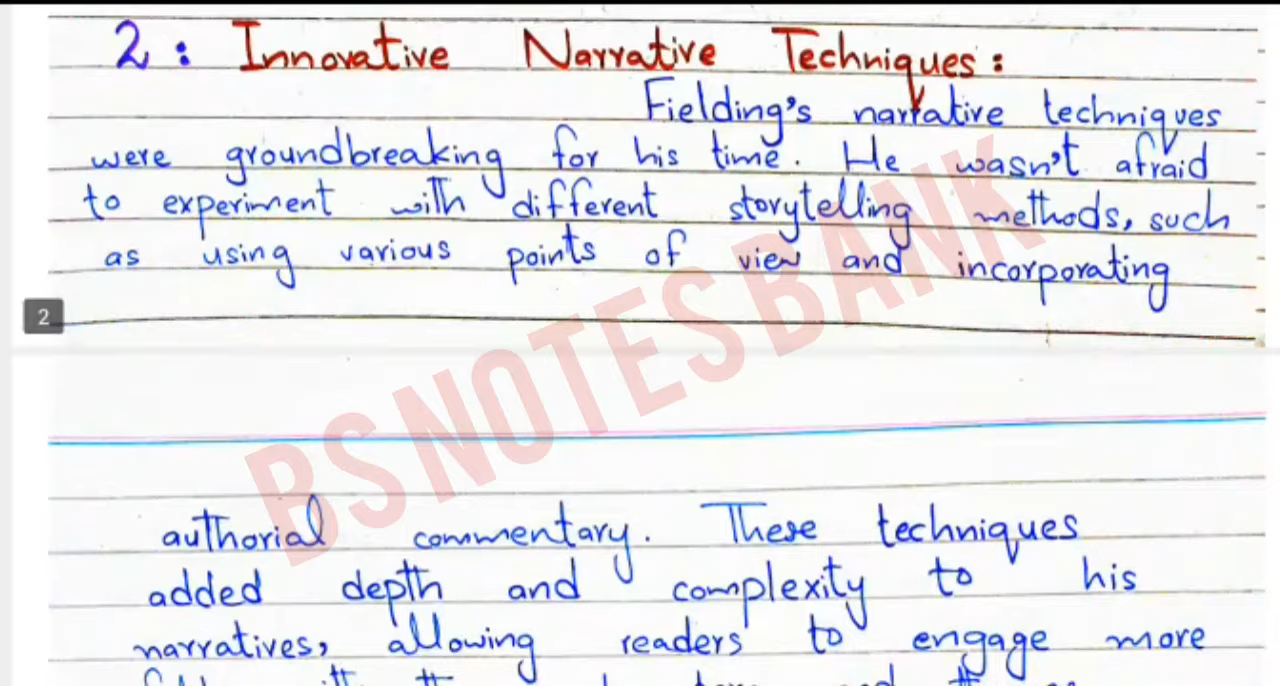 2: Innovative Narrative Techniques:
Fielding's narrative techniques
were groundbreaking for his time. He wasn't afraid
to experiment with different storytelling methods, such
as using various points of view and incorporating
2
BS NOTES BANK
authorial commentary. These techniques
added depth and complexity to his
narratives, allowing readers to engage more